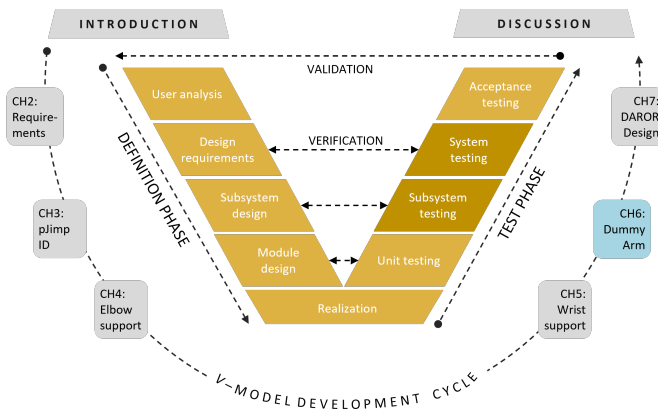 INTRODUCTION
DISCUSSION
VALIDATION
User analysis
Acceptance
testing
CH2:
Require-
ments
CH7:
DAROR
Design
Design
requirements
VERIFICATION
System
testing
DEFINITION PHASE
TEST PHASE
Subsystem
design
Subsystem
testing
CH3:
pJimp
ID
CH6:
Dummy
Arm
Module
design
Unit testing
CH4:
Elbow
support
Realization
CH5:
Wrist
support
V–MODEL DEVELOPMENT CYCLE